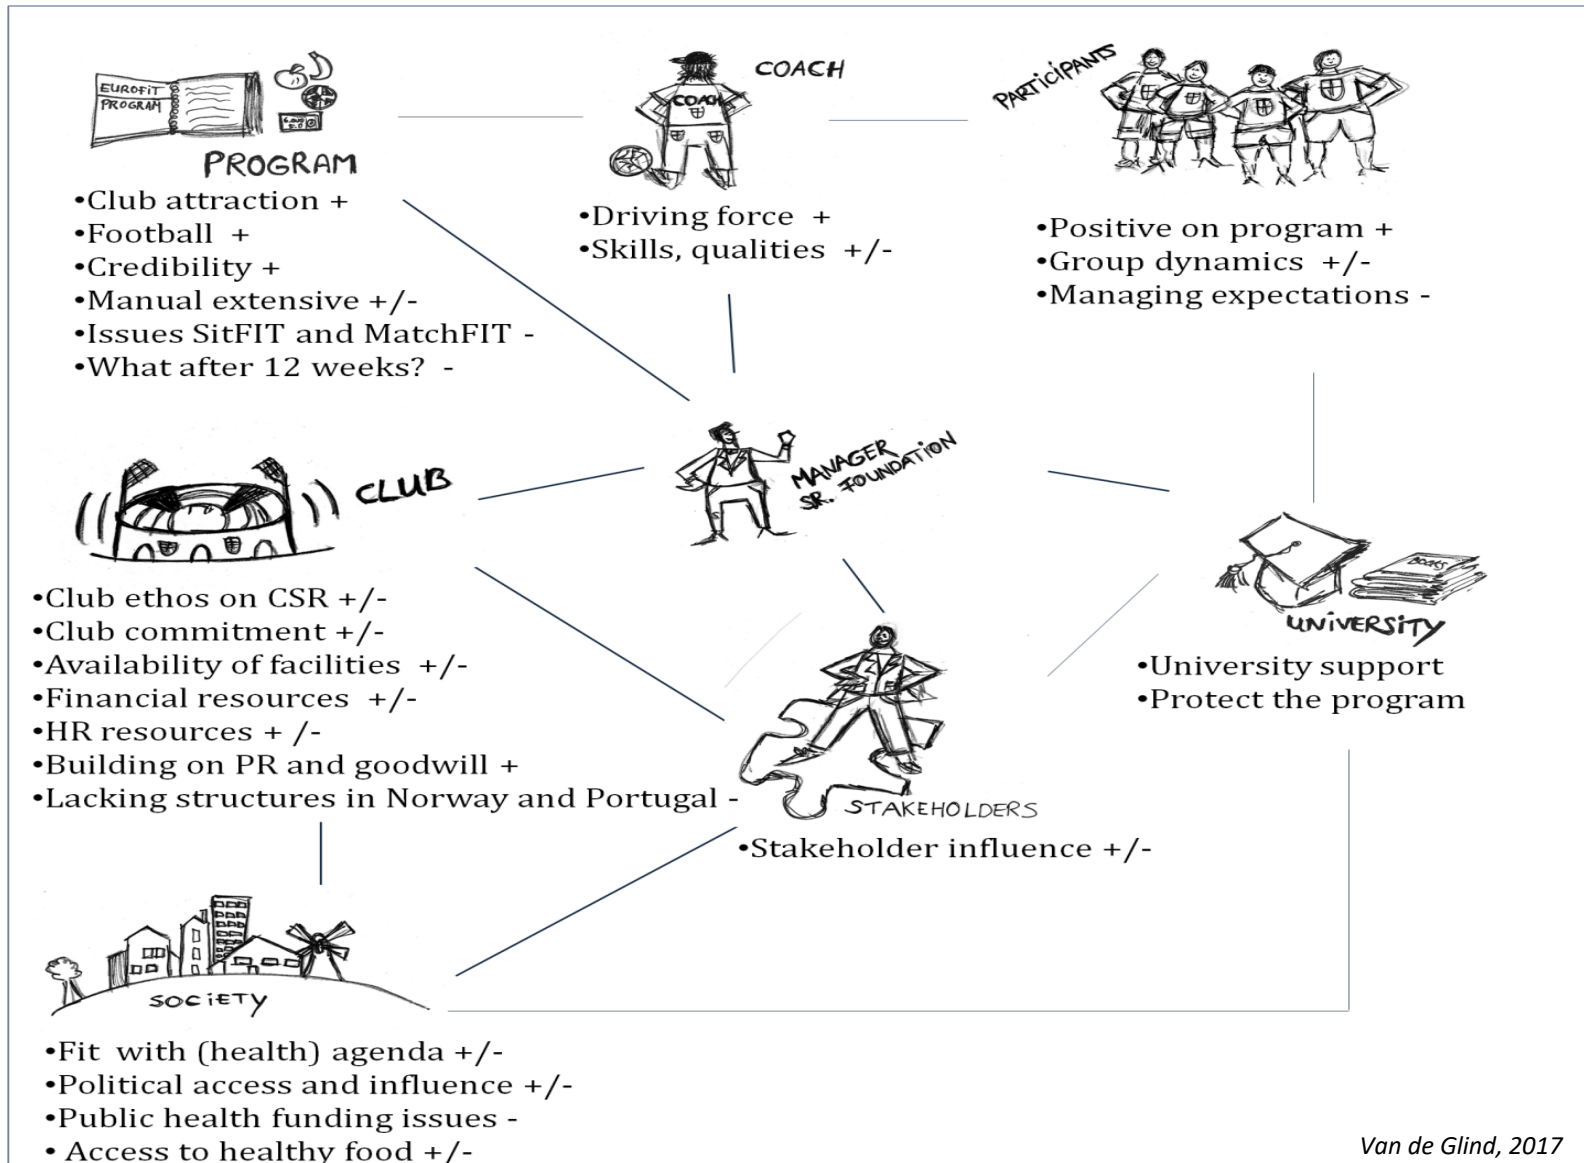 EUROFIT
PROGRAM
PROGRAM
•Club attraction +
•Football +
•Credibility +
•Manual extensive +/-
•Issues SitFIT and MatchFIT -
•What after 12 weeks? -
COACH
COACH
•Driving force +
•Skills, qualities +/-
PARTICIPANTS
•Positive on program +
•Group dynamics +/-
•Managing expectations -
MANAGER
SR. FOUNDATION
CLUB
•Club ethos on CSR +/-
•Club commitment +/-
•Availability of facilities +/-
•Financial resources +/-
•HR resources + /-
•Building on PR and goodwill +
•Lacking structures in Norway and Portugal -
BOOKS
UNIVERSITY
•University support
•Protect the program
STAKEHOLDERS
•Stakeholder influence +/-
SOCIETY
•Fit with (health) agenda +/-
•Political access and influence +/-
•Public health funding issues -
• Access to healthy food +/-
Van de Glind, 2017